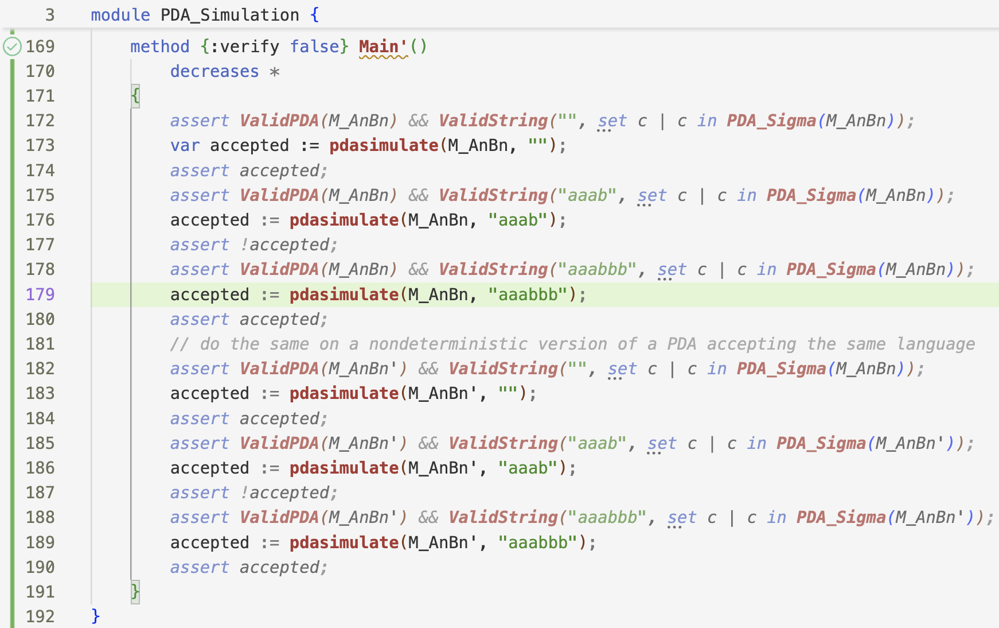 3 module PDA_Simulation {
169 method {:verify false} Main'()
170 decreases *
171 {
172 assert ValidPDA(M_AnBn) && ValidString("", set c | c in PDA_Sigma(M_AnBn));
173 var accepted := pdasimulate(M_AnBn, "");
174 assert accepted;
175 assert ValidPDA(M_AnBn) && ValidString("aaab", set c | c in PDA_Sigma(M_AnBn));
176 accepted := pdasimulate(M_AnBn, "aaab");
177 assert !accepted;
178 assert ValidPDA(M_AnBn) && ValidString("aaabbb", set c | c in PDA_Sigma(M_AnBn));
179 accepted := pdasimulate(M_AnBn, "aaabbb");
180 assert accepted;
181 // do the same on a nondeterministic version of a PDA accepting the same language
182 assert ValidPDA(M_AnBn') && ValidString("", set c | c in PDA_Sigma(M_AnBn));
183 accepted := pdasimulate(M_AnBn', "");
184 assert accepted;
185 assert ValidPDA(M_AnBn') && ValidString("aaab", set c | c in PDA_Sigma(M_AnBn'));
186 accepted := pdasimulate(M_AnBn', "aaab");
187 assert !accepted;
188 assert ValidPDA(M_AnBn') && ValidString("aaabbb", set c | c in PDA_Sigma(M_AnBn'));
189 accepted := pdasimulate(M_AnBn', "aaabbb");
190 assert accepted;
191 }
192 }